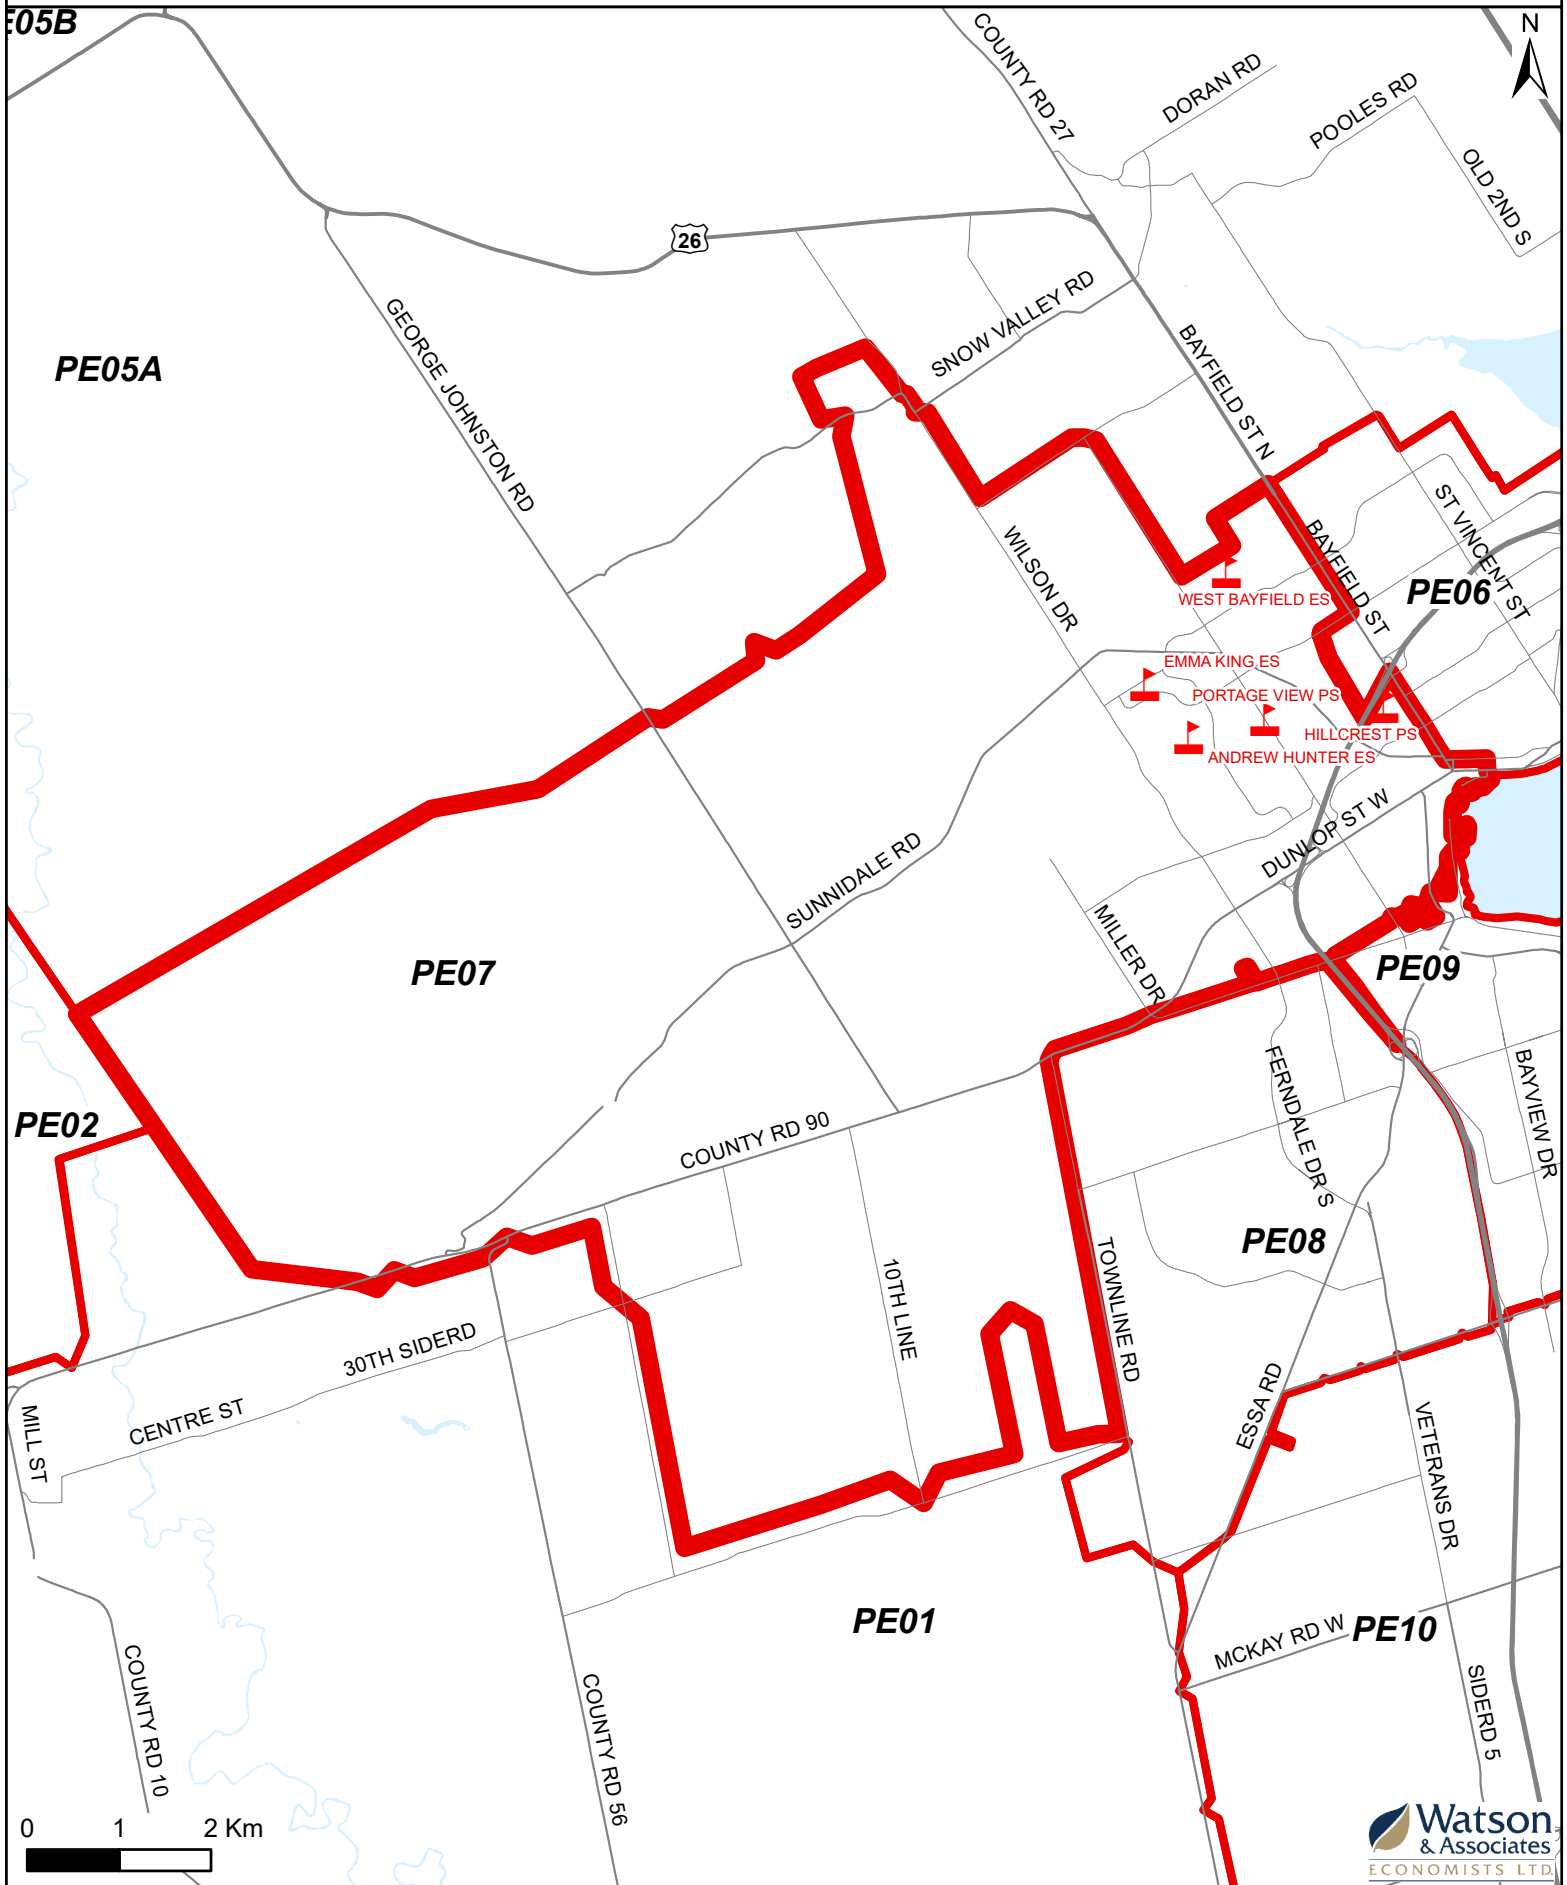 E05B
N
COUNTY RD 27
DORAN RD
POOLES RD
OLD 2ND S
26
SNOW VALLEY RD
GEORGE JOHNSTON RD
PE05A
BAYFIELD ST N
ST VINCENT ST
BAYFIELD ST
WILSON DR
PE06
WEST BAYFIELD ES
EMMA KING ES
PORTAGE VIEW PS
HILLCREST PS
ANDREW HUNTER ES
DUNLOP ST W
SUNNIDALE RD
MILLER DR
PE07
PE09
FERNDALE DR S
BAYVIEW DR
PE02
COUNTY RD 90
PE08
10TH LINE
TOWNLINE RD
30TH SIDERD
CENTRE ST
MILL ST
ESSA RD
VETERANS DR
PE01
PE10
MCKAY RD W
COUNTY RD 10
COUNTY RD 56
SIDERD 5
0 1 2 Km
Watson
& Associates
ECONOMISTS LTD.